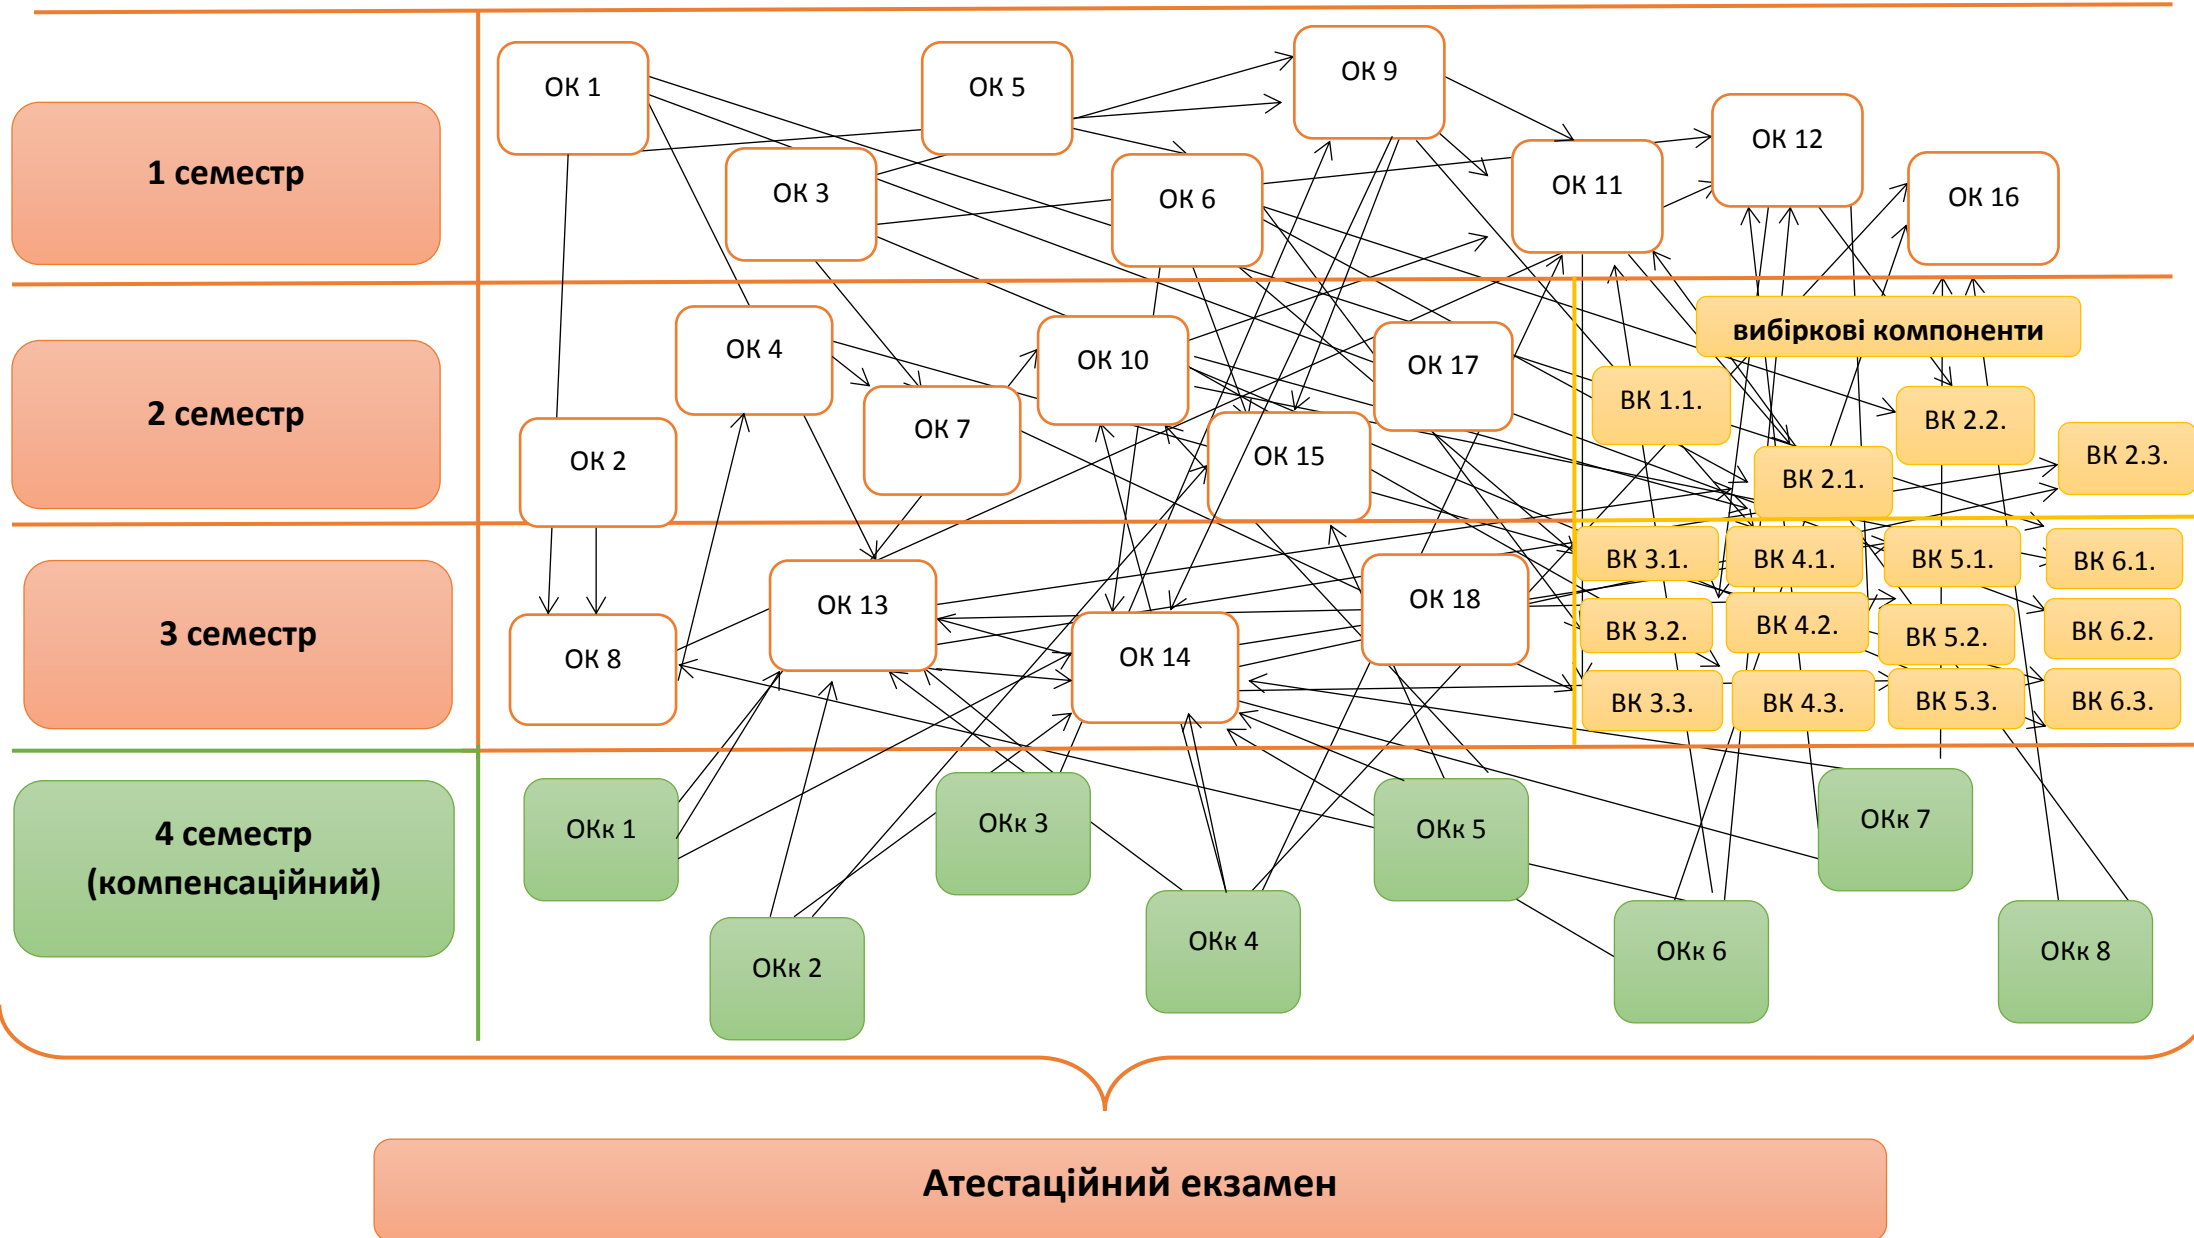 1 семестр
ОК 1
ОК 5
ОК 9
ОК 12
ОК 3
ОК 6
ОК 11
ОК 16
2 семестр
вибіркові компоненти
ОК 4
ОК 10
ОК 17
ВК 1.1.
ВК 2.2.
ОК 2
ОК 7
ОК 15
ВК 2.1.
ВК 2.3.
3 семестр
ОК 13
ОК 18
ВК 3.1.
ВК 4.1.
ВК 5.1.
ВК 6.1.
ОК 8
ОК 14
ВК 3.2.
ВК 4.2.
ВК 5.2.
ВК 6.2.
ВК 3.3.
ВК 4.3.
ВК 5.3.
ВК 6.3.
4 семестр
(компенсаційний)
ОКк 1
ОКк 3
ОКк 5
ОКк 7
ОКк 2
ОКк 4
ОКк 6
ОКк 8
Атестаційний екзамен